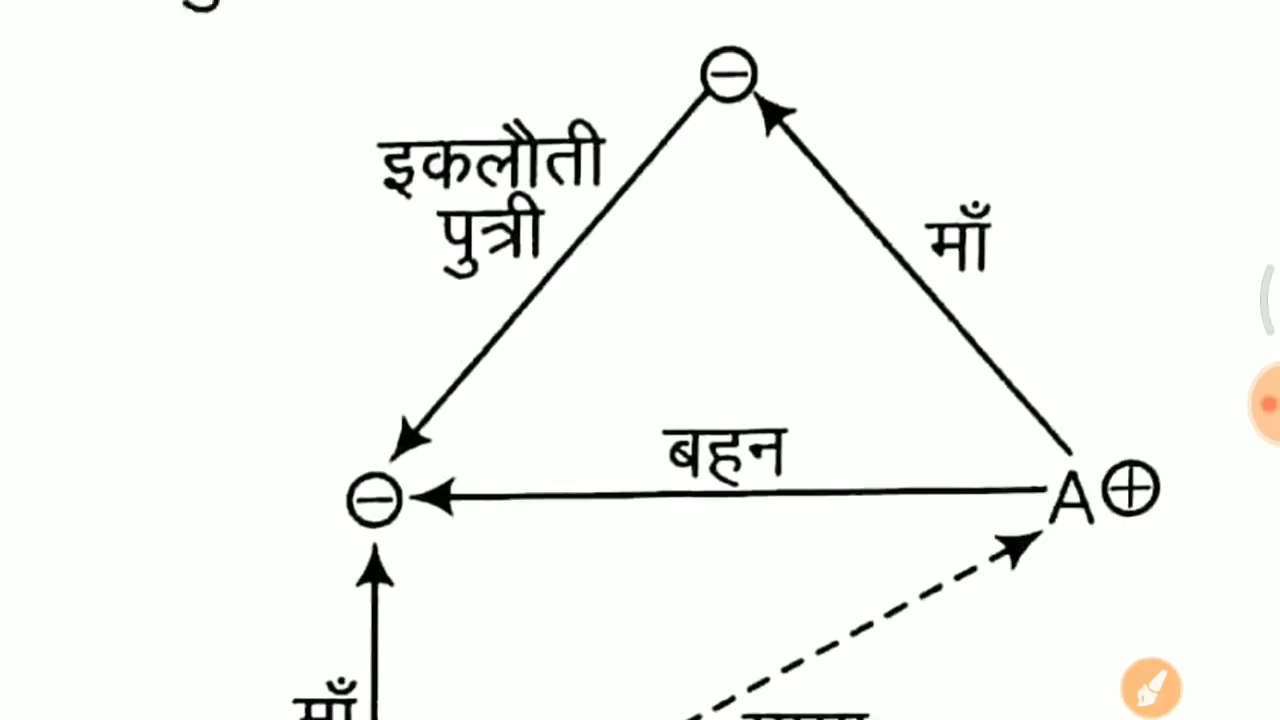 इकलौती
पुत्री
माँ
बहन
A
माँ